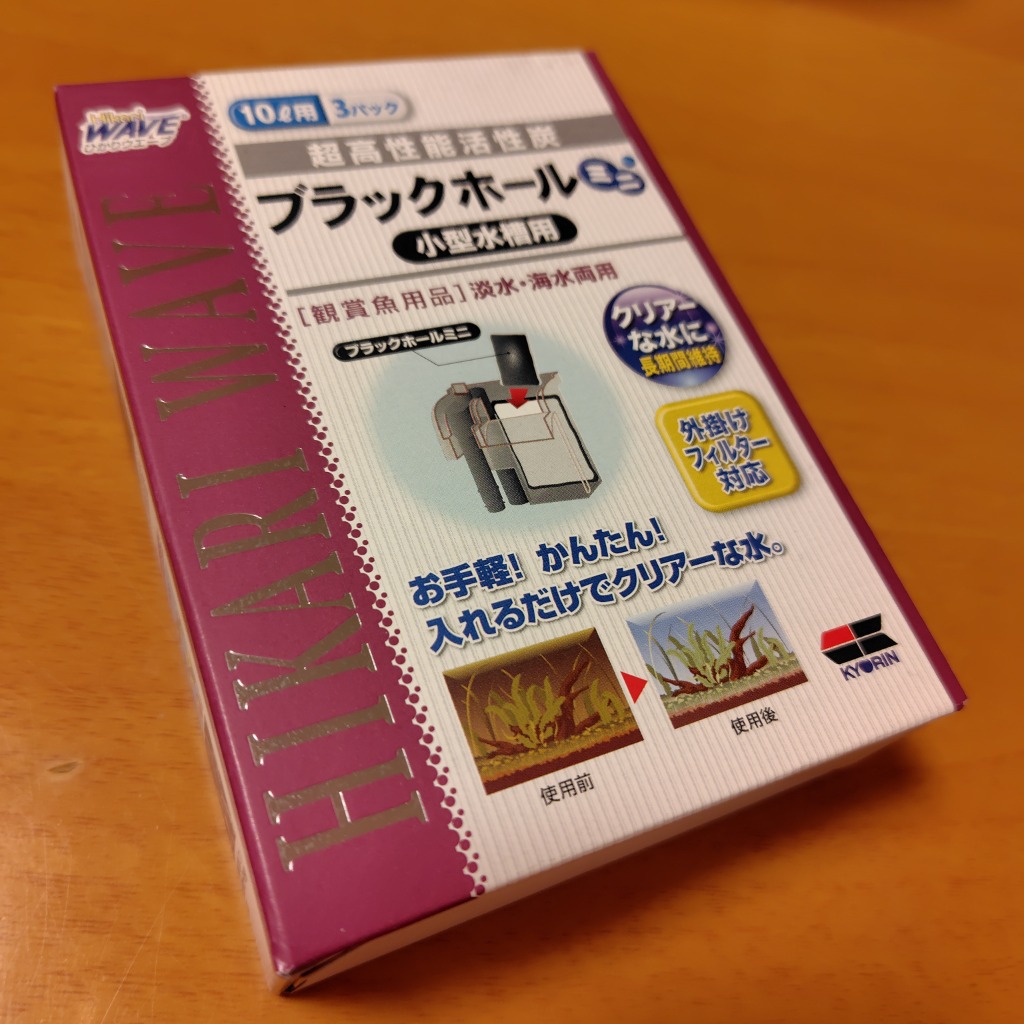 Hikari
WAVE
ひかりウエーブ
HIKARI WAVE
10ℓ用 3パック
超高性能活性炭
ブラックホールミニ
小型水槽用
[観賞魚用品]淡水・海水両用
ブラックホールミニ
クリアー
な水に
長期間維持
外掛け
フィルター
対応
お手軽! かんたん!
入れるだけでクリアーな水。
使用前
使用後
KYORIN